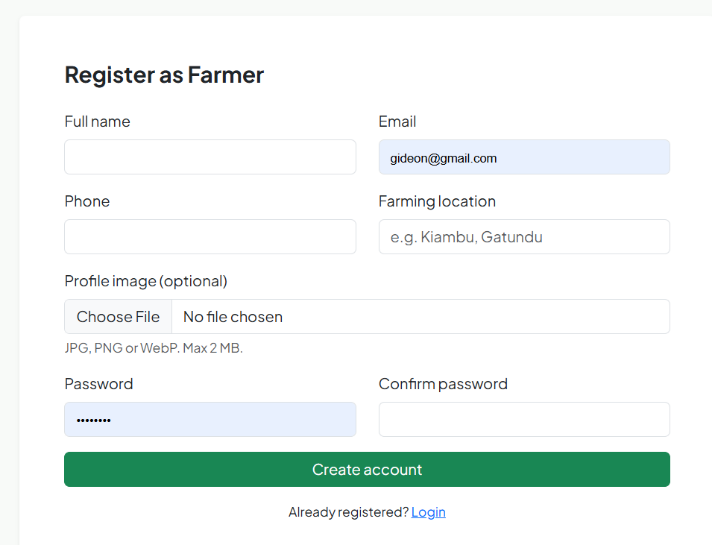 Register as Farmer
Full name
Email
gideon@gmail.com
Phone
Farming location
e.g. Kiambu, Gatundu
Profile image (optional)
Choose File No file chosen
JPG, PNG or WebP. Max 2 MB.
Password
Confirm password
••••••••
Create account
Already registered? Login